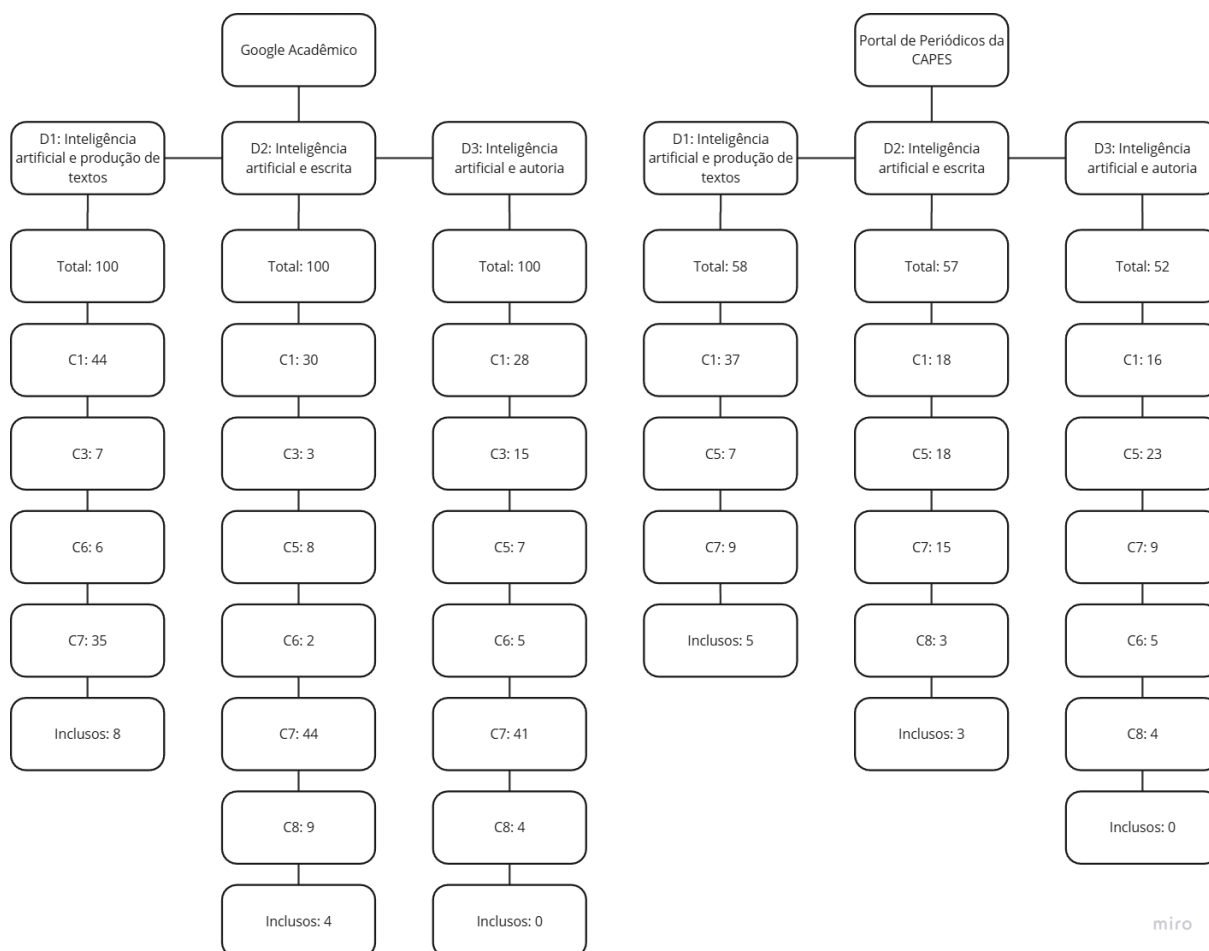 Google Acadêmico
D1: Inteligência
artificial e produção de
textos
Total: 100
C1: 44
C3: 7
C6: 6
C7: 35
Inclusos: 8
D2: Inteligência
artificial e escrita
Total: 100
C1: 30
C3: 3
C5: 8
C6: 2
C7: 44
C8: 9
Inclusos: 4
D3: Inteligência
artificial e autoria
Total: 100
C1: 28
C3: 15
C5: 7
C6: 5
C7: 41
C8: 4
Inclusos: 0
Portal de Periódicos da
CAPES
D1: Inteligência
artificial e produção de
textos
Total: 58
C1: 37
C5: 7
C7: 9
Inclusos: 5
D2: Inteligência
artificial e escrita
Total: 57
C1: 18
C5: 18
C7: 15
C8: 3
Inclusos: 3
D3: Inteligência
artificial e autoria
Total: 52
C1: 16
C5: 23
C7: 9
C6: 5
C8: 4
Inclusos: 0
miro